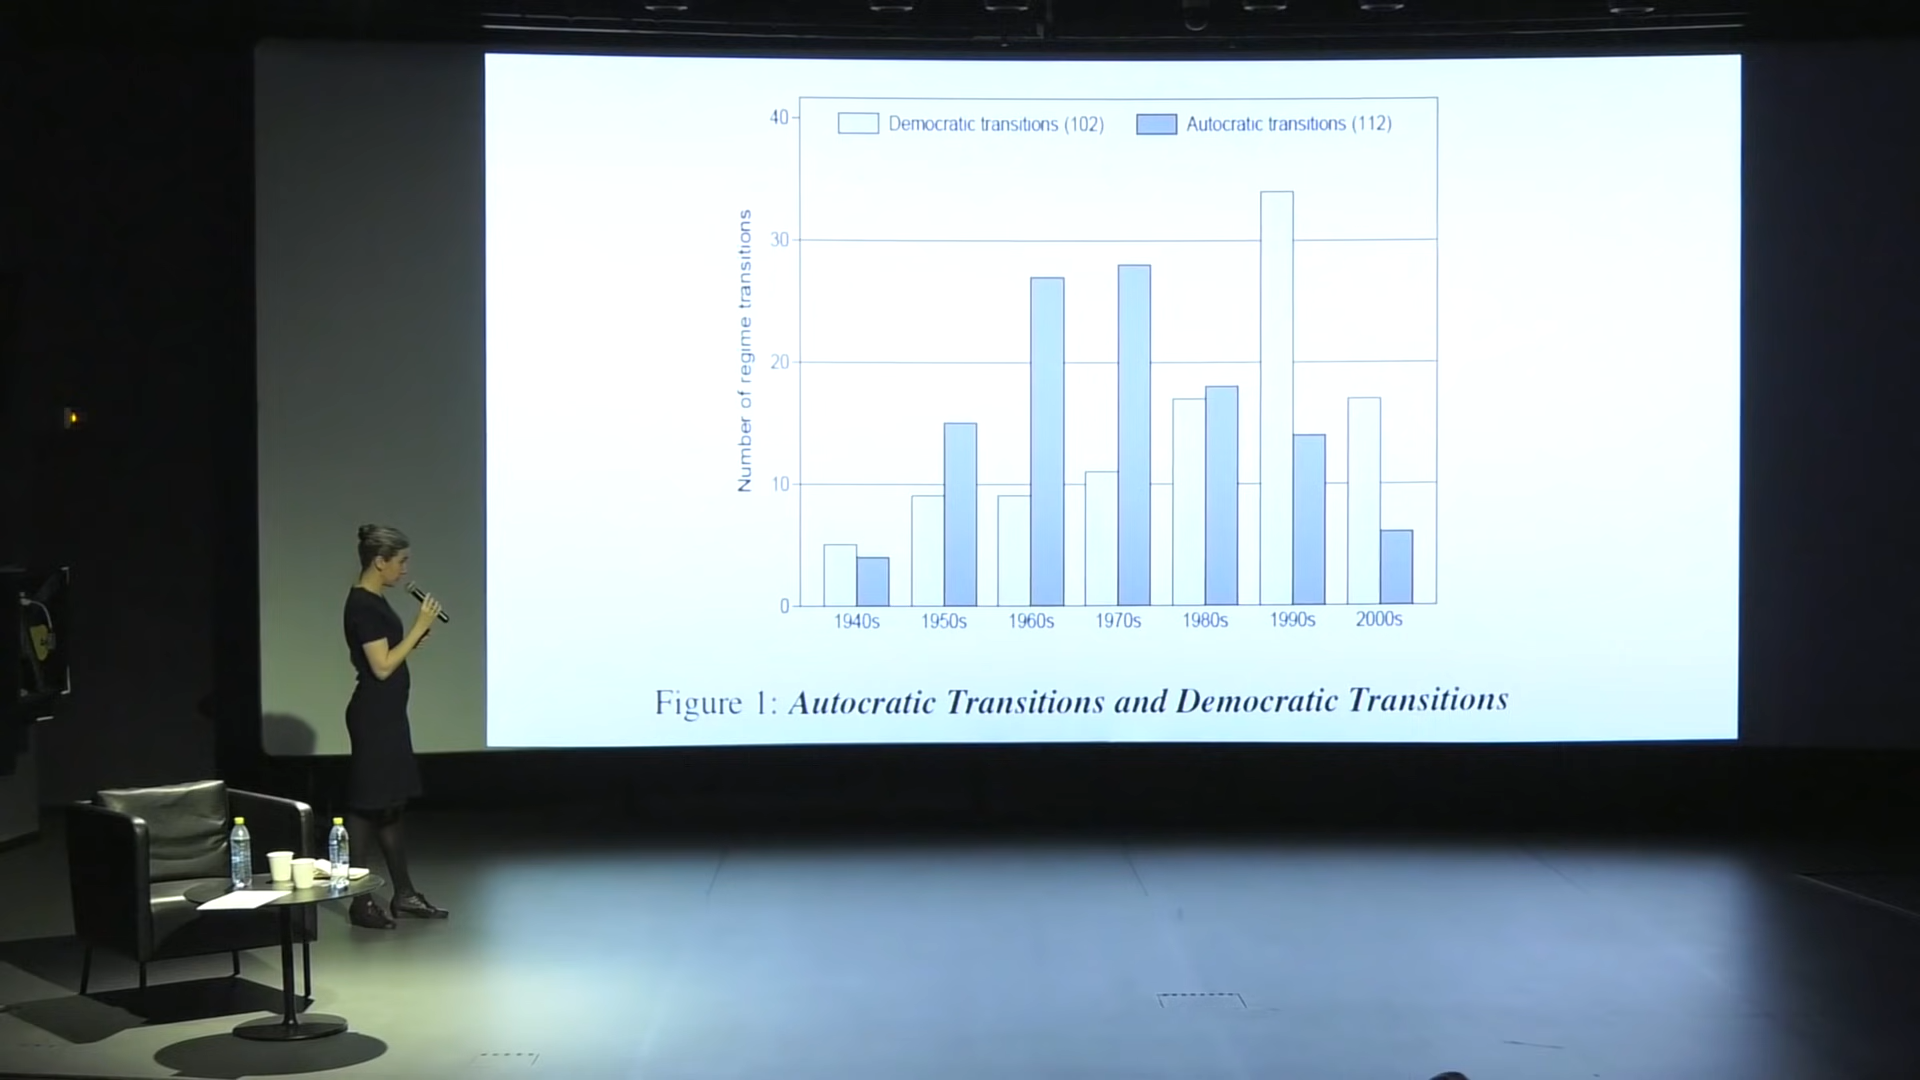 Democratic transitions (102) Autocratic transitions (112)
Number of regime transitions
40
30
20
10
0
1940s 1950s 1960s 1970s 1980s 1990s 2000s
Figure 1: Autocratic Transitions and Democratic Transitions